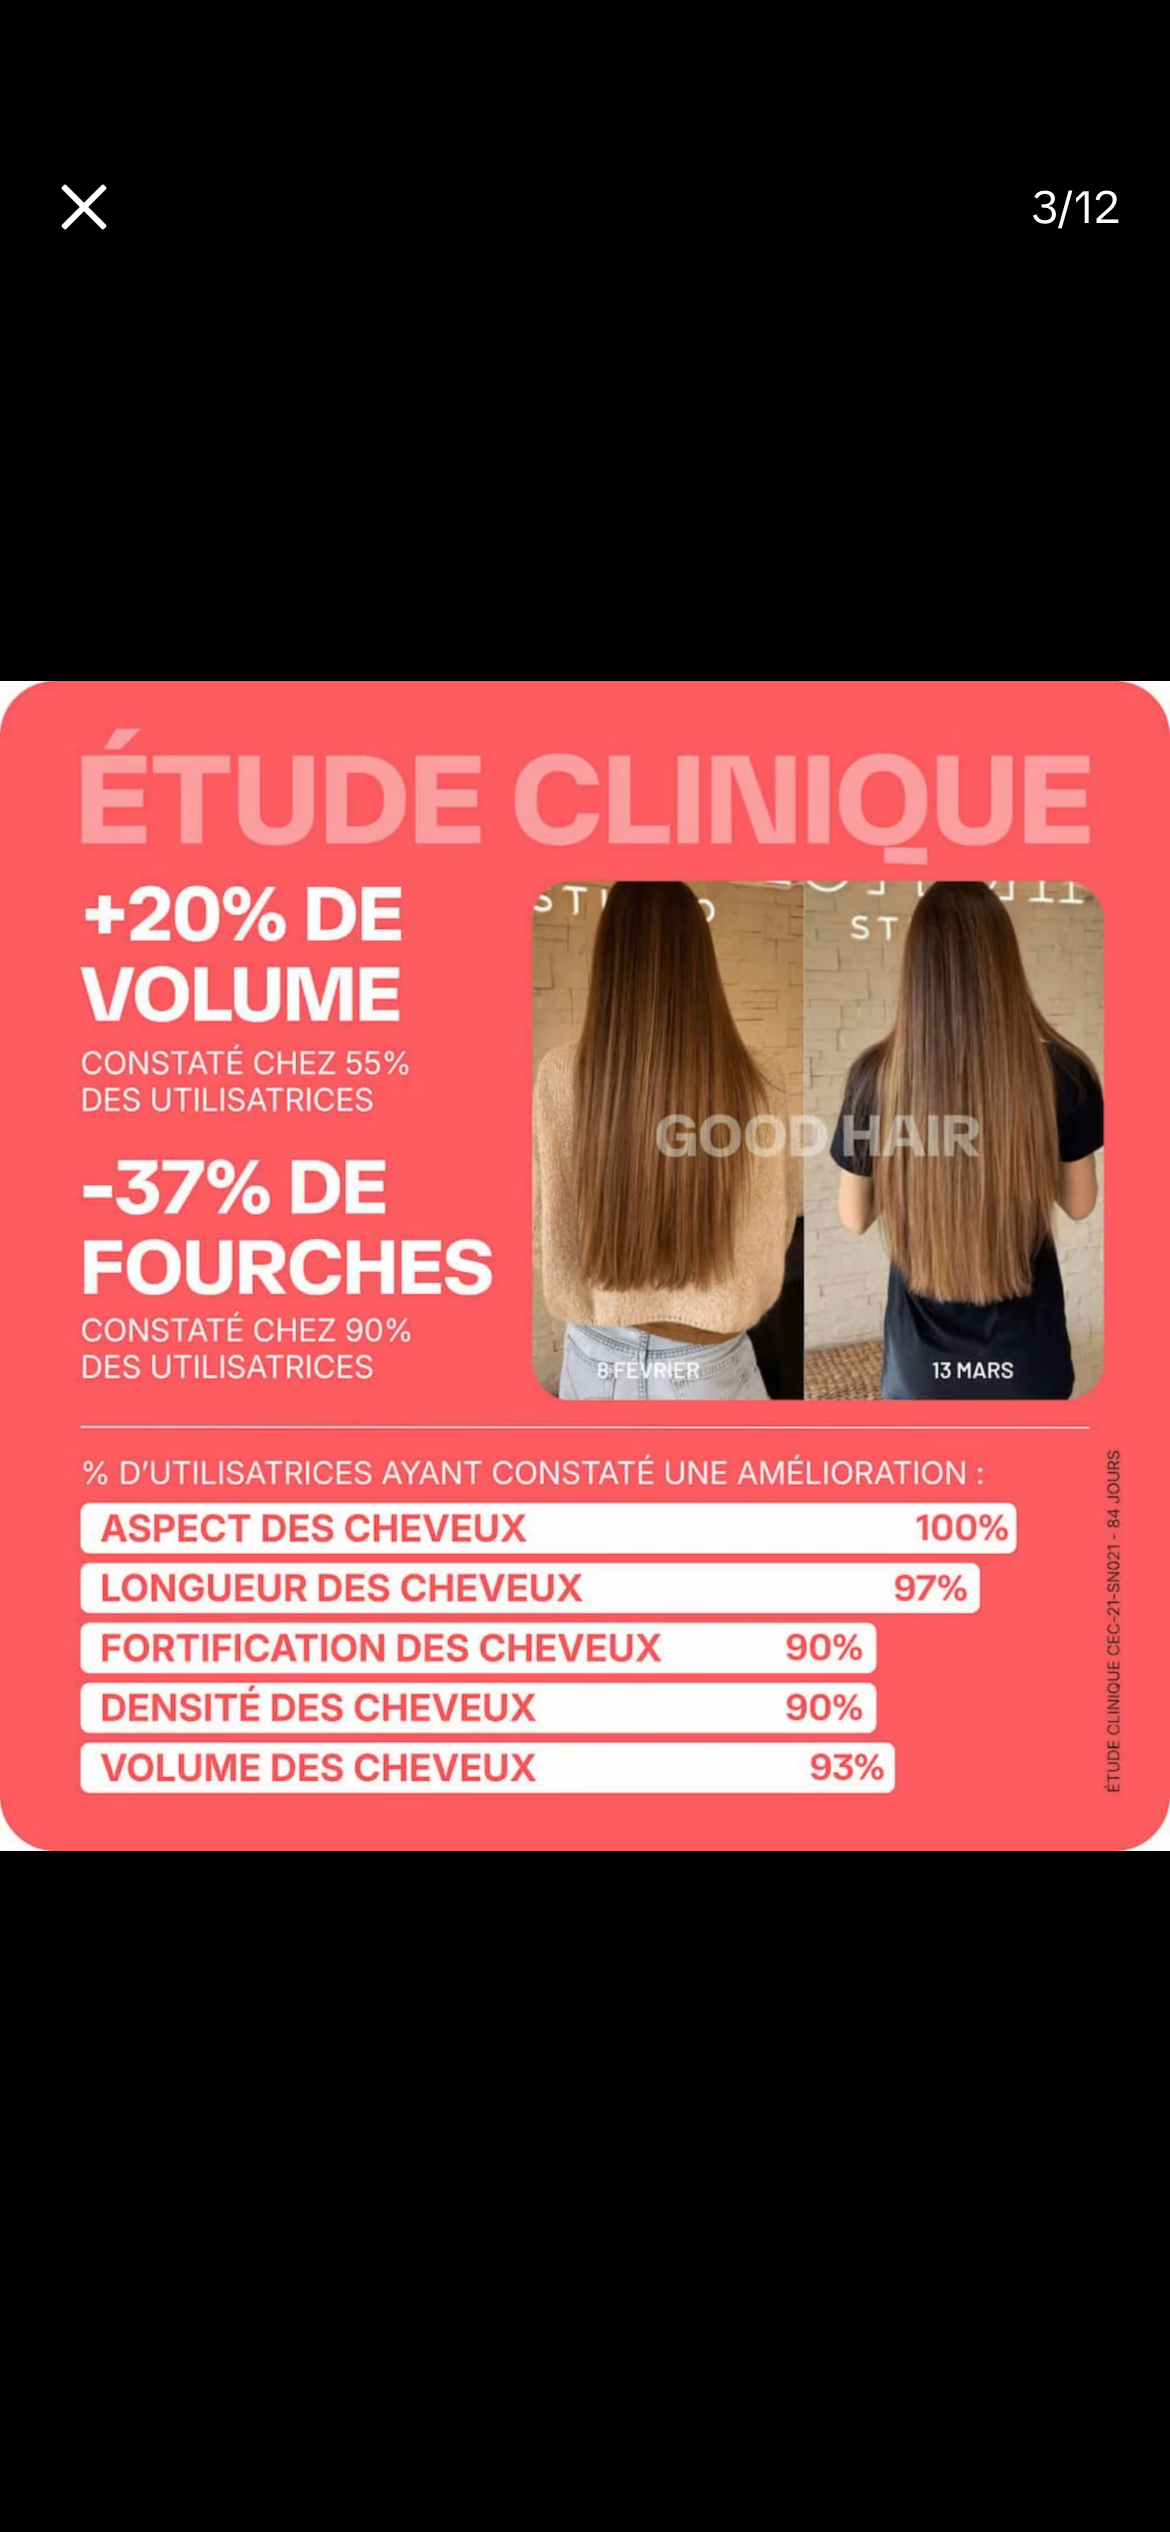 3/12
ÉTUDE CLINIQUE
+20% DE
VOLUME
CONSTATÉ CHEZ 55%
DES UTILISATRICES
-37% DE
FOURCHES
CONSTATÉ CHEZ 90%
DES UTILISATRICES
ST
ST
GOOD HAIR
8 FÉVRIER
13 MARS
% D'UTILISATRICES AYANT CONSTATÉ UNE AMÉLIORATION :
ASPECT DES CHEVEUX 100%
LONGUEUR DES CHEVEUX 97%
FORTIFICATION DES CHEVEUX 90%
DENSITÉ DES CHEVEUX 90%
VOLUME DES CHEVEUX 93%
ÉTUDE CLINIQUE CEC-21-SN021 - 84 JOURS